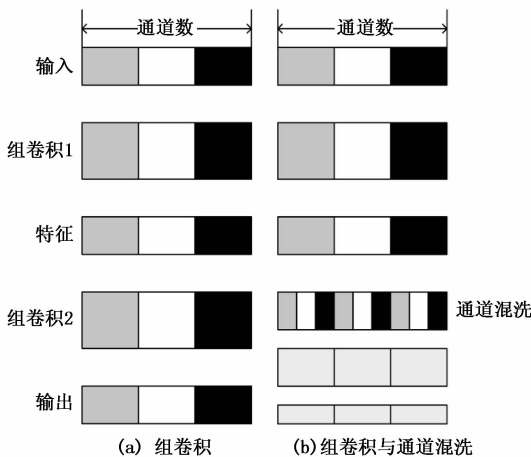 通道数 通道数
输入
组卷积1
特征
组卷积2
通道混洗
输出
(a) 组卷积 (b)组卷积与通道混洗